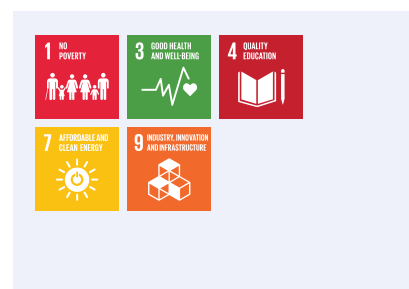 1 NO
POVERTY
3 GOOD HEALTH
AND WELL-BEING
4 QUALITY
EDUCATION
7 AFFORDABLE AND
CLEAN ENERGY
9 INDUSTRY, INNOVATION
AND INFRASTRUCTURE